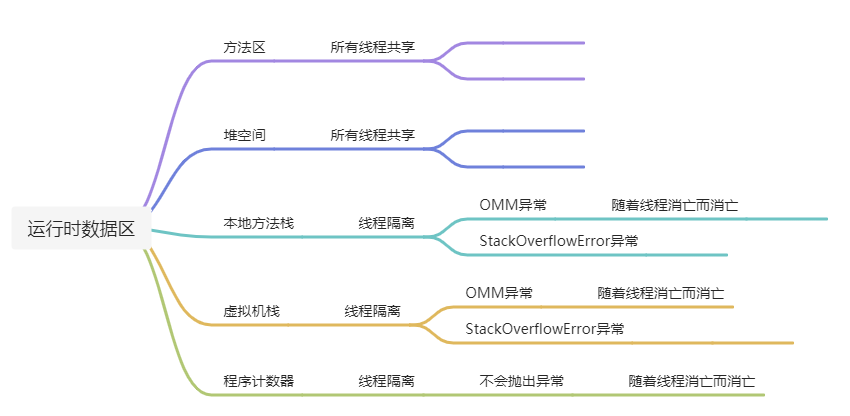 方法区 所有线程共享
堆空间 所有线程共享
运行时数据区
本地方法栈 线程隔离
OMM异常 随着线程消亡而消亡
StackOverflowError异常
虚拟机栈 线程隔离
OMM异常 随着线程消亡而消亡
StackOverflowError异常
程序计数器 线程隔离 不会抛出异常 随着线程消亡而消亡